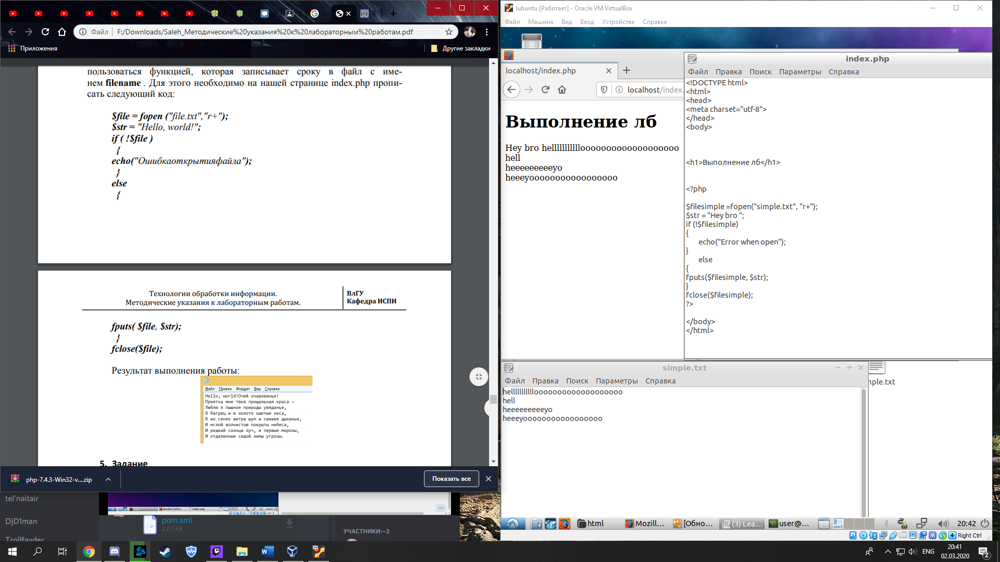 Файл
F:/Downloads/Saleh_Методические%20указания%20к%20лабораторным%20работам.pdf
Приложения
Другие закладки
пользоваться функцией, которая записывает сроку в файл с име-
нем filename . Для этого необходимо на нашей странице index.php пропи-
сать следующий код:
$file = fopen ("file.txt","r+");
$str = "Hello, world!";
if ( !$file )
{
echo("Ошибкаоткрытияфайла");
}
else
{
Технологии обработки информации.
Методические указания к лабораторным работам.
ВлГУ
Кафедра ИСПИ
fputs( $file, $str);
}
fclose($file);
Результат выполнения работы:
Файл Правка Формат Вид Справка
Hello, world!Очей очарованье!
Приятна мне твоя прощальная краса —
Люблю я пышное природы увяданье,
В багрец и в золото одетые леса,
В их сенях ветра шум и свежее дыханье,
И мглой волнистою покрыты небеса,
И редкий солнца луч, и первые морозы,
И отдаленные седой зимы угрозы.
5. Задание
php-7.4.3-Win32-v....zip
Показать все
tel'naitair
DjD1man
Trollfayder
pom.xml
2.07 KB
УЧАСТНИКИ—3
lubuntu [Работает] - Oracle VM VirtualBox
Файл Машина Вид Ввод Устройства Справка
localhost/index.php
localhost/index.
Выполнение лб
Hey bro hellllllllllloooooooooooooooooooo
hell
heeeeeeeeeyo
heeeyooooooooooooooooo
index.php
Файл Правка Поиск Параметры Справка
<!DOCTYPE html>
<html>
<head>
<meta charset="utf-8">
</head>
<body>
<h1>Выполнение лб</h1>
<?php
$filesimple =fopen("simple.txt", "r+");
$str = "Hey bro ";
if (!$filesimple)
{
echo("Error when open");
}
else
{
fputs($filesimple, $str);
}
fclose($filesimple);
?>
</body>
</html>
simple.txt
Файл Правка Поиск Параметры Справка
hellllllllllloooooooooooooooooooo
hell
heeeeeeeeeyo
heeeyooooooooooooooooo
nple.txt
html
Mozill...
[Обно...
(3) Lea...
user@...
20:42
Right Ctrl
ENG
20:41
02.03.2020
2